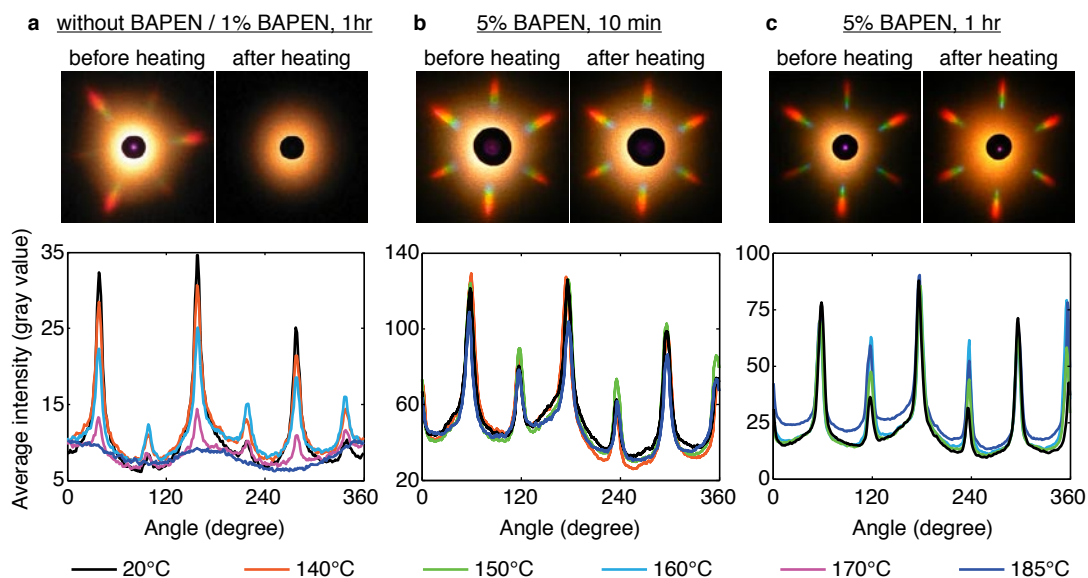 a without BAPEN / 1% BAPEN, 1hr
before heating after heating
b 5% BAPEN, 10 min
before heating after heating
c 5% BAPEN, 1 hr
before heating after heating
Average intensity (gray value)
35
25
15
5
0 120 240 360
Angle (degree)
140
100
60
20
0 120 240 360
Angle (degree)
100
75
50
25
0
0 120 240 360
Angle (degree)
20°C 140°C 150°C 160°C 170°C 185°C